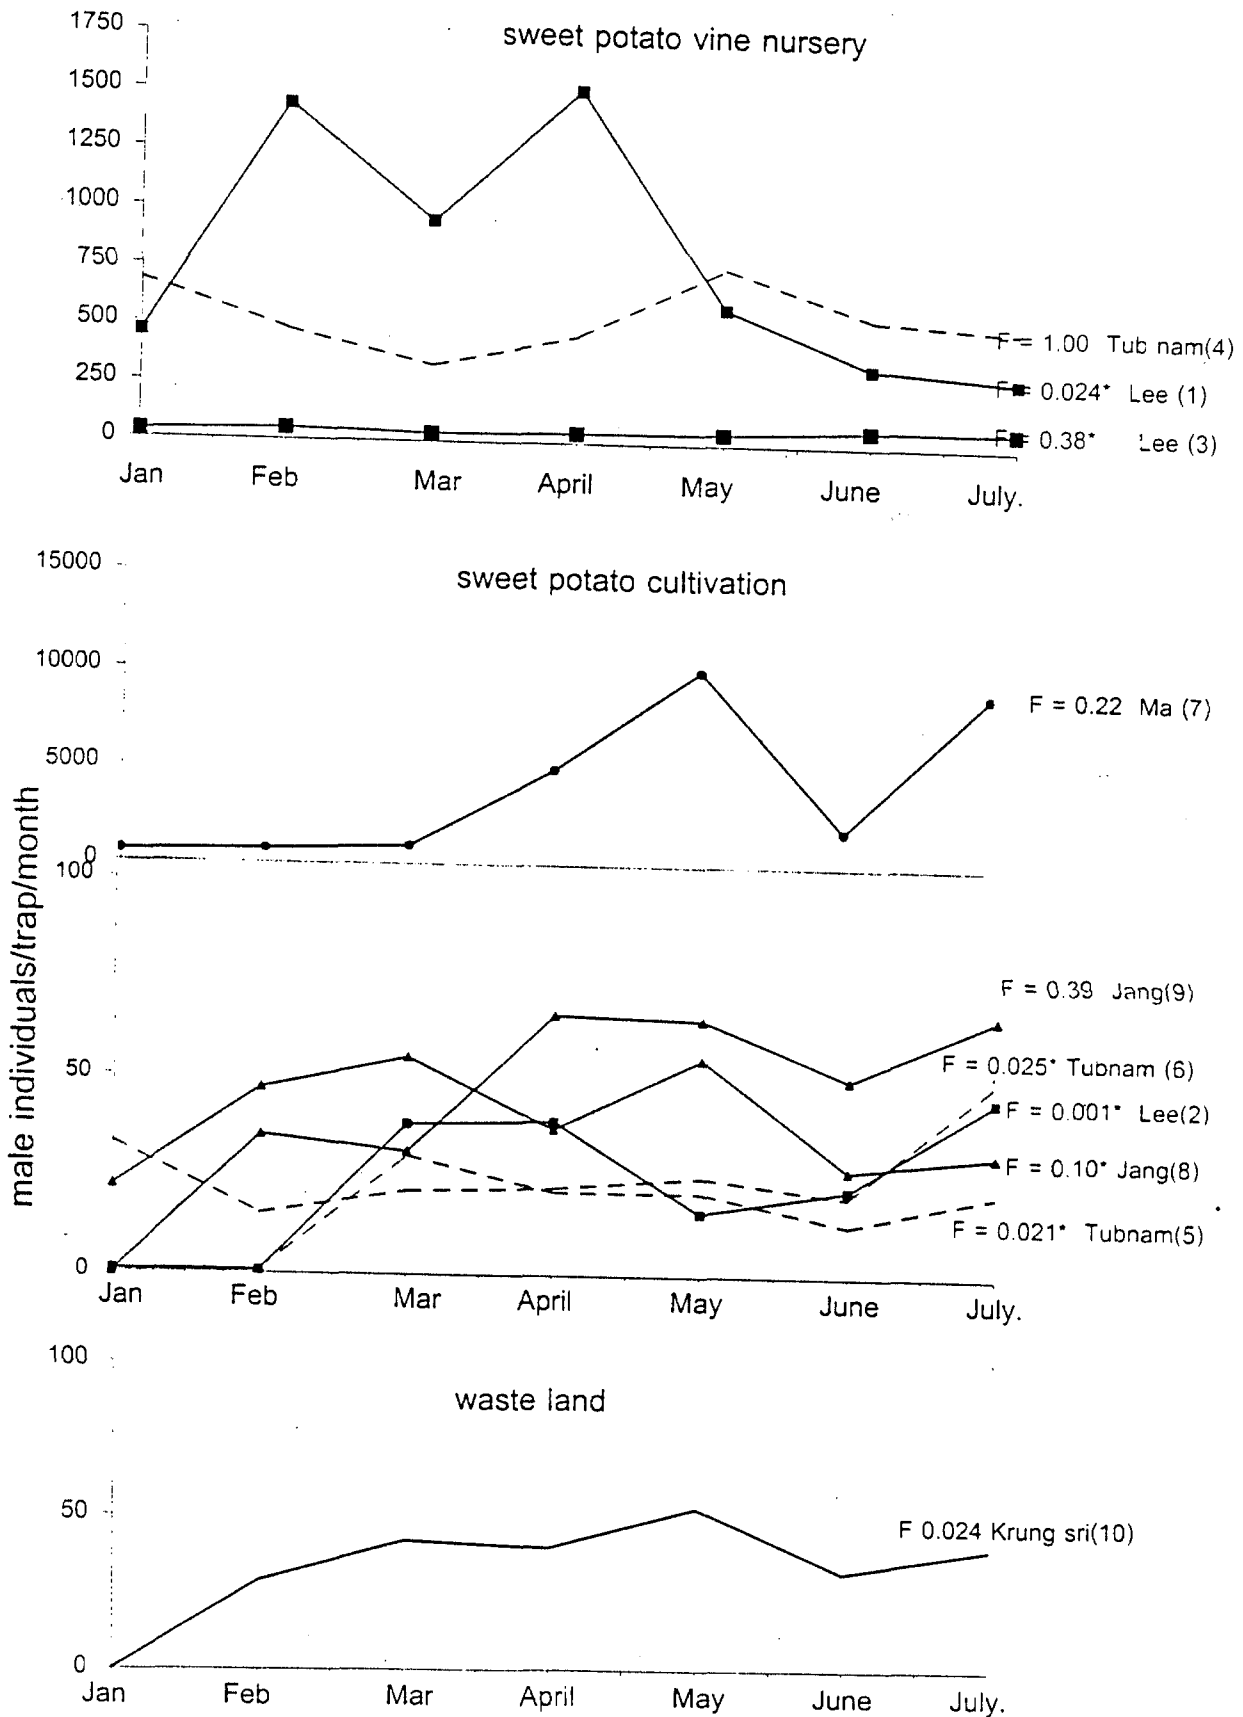 sweet potato vine nursery
1750
1500
1250
1000
750
500
250
0
F = 1.00 Tub nam(4)
F = 0.024* Lee (1)
F = 0.38* Lee (3)
Jan Feb Mar April May June July.
sweet potato cultivation
15000
10000
5000
0
F = 0.22 Ma (7)
male individuals/trap/month
100
50
0
F = 0.39 Jang(9)
F = 0.025* Tubnam (6)
F = 0.001* Lee(2)
F = 0.10* Jang(8)
F = 0.021* Tubnam(5)
Jan Feb Mar April May June July.
waste land
100
50
0
F 0.024 Krung sri(10)
Jan Feb Mar April May June July.